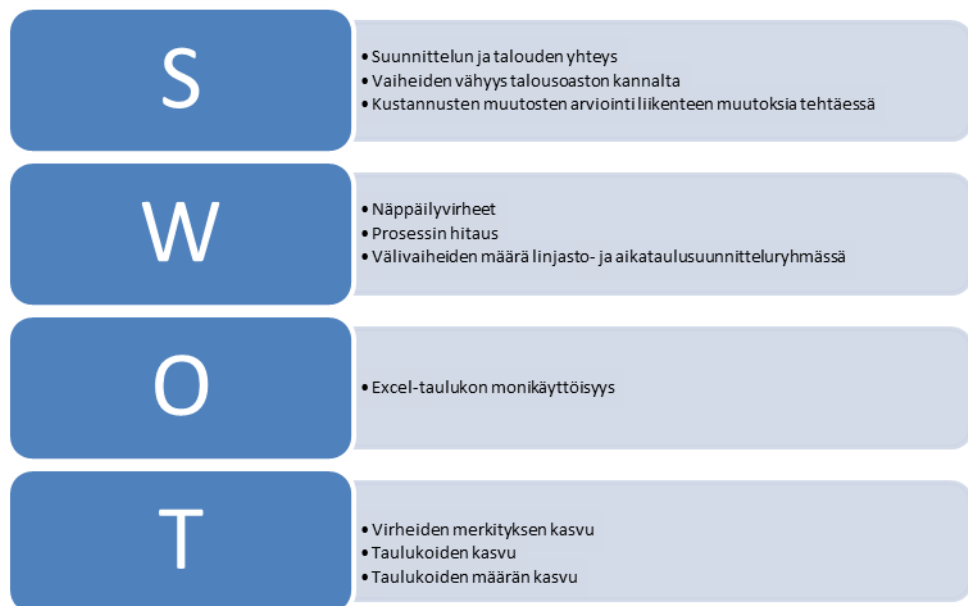 S
• Suunnittelun ja talouden yhteys
• Vaiheiden vähyys talousoaston kannalta
• Kustannusten muutosten arviointi liikenteen muutoksia tehtäessä
W
• Näppäilyvirheet
• Prosessin hitaus
• Välivaiheiden määrä linjasto- ja aikataulusuunnitteluryhmässä
O
• Excel-taulukon monikäyttöisyys
T
• Virheiden merkityksen kasvu
• Taulukoiden kasvu
• Taulukoiden määrän kasvu